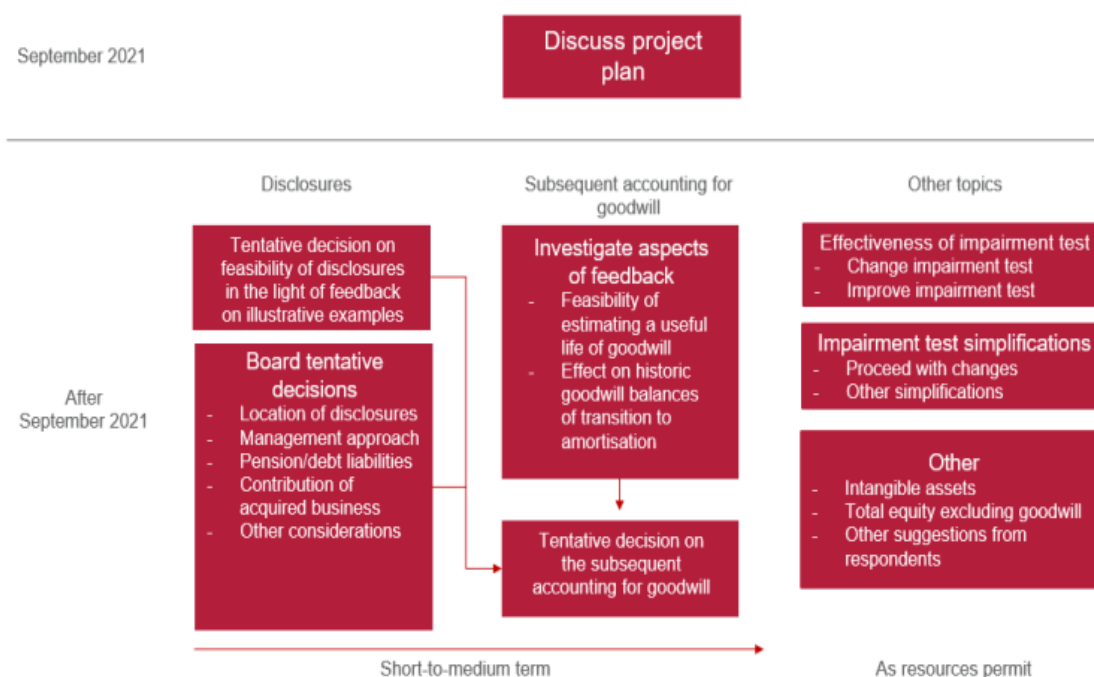 September 2021
Discuss project
plan
Disclosures
Subsequent accounting for
goodwill
Other topics
After
September 2021
Tentative decision on
feasibility of disclosures
in the light of feedback
on illustrative examples
Board tentative
decisions
- Location of disclosures
- Management approach
- Pension/debt liabilities
- Contribution of
acquired business
- Other considerations
Investigate aspects
of feedback
- Feasibility of
estimating a useful
life of goodwill
- Effect on historic
goodwill balances
of transition to
amortisation
Tentative decision on
the subsequent
accounting for goodwill
Effectiveness of impairment test
- Change impairment test
- Improve impairment test
Impairment test simplifications
- Proceed with changes
- Other simplifications
Other
- Intangible assets
- Total equity excluding goodwill
- Other suggestions from
respondents
Short-to-medium term
As resources permit